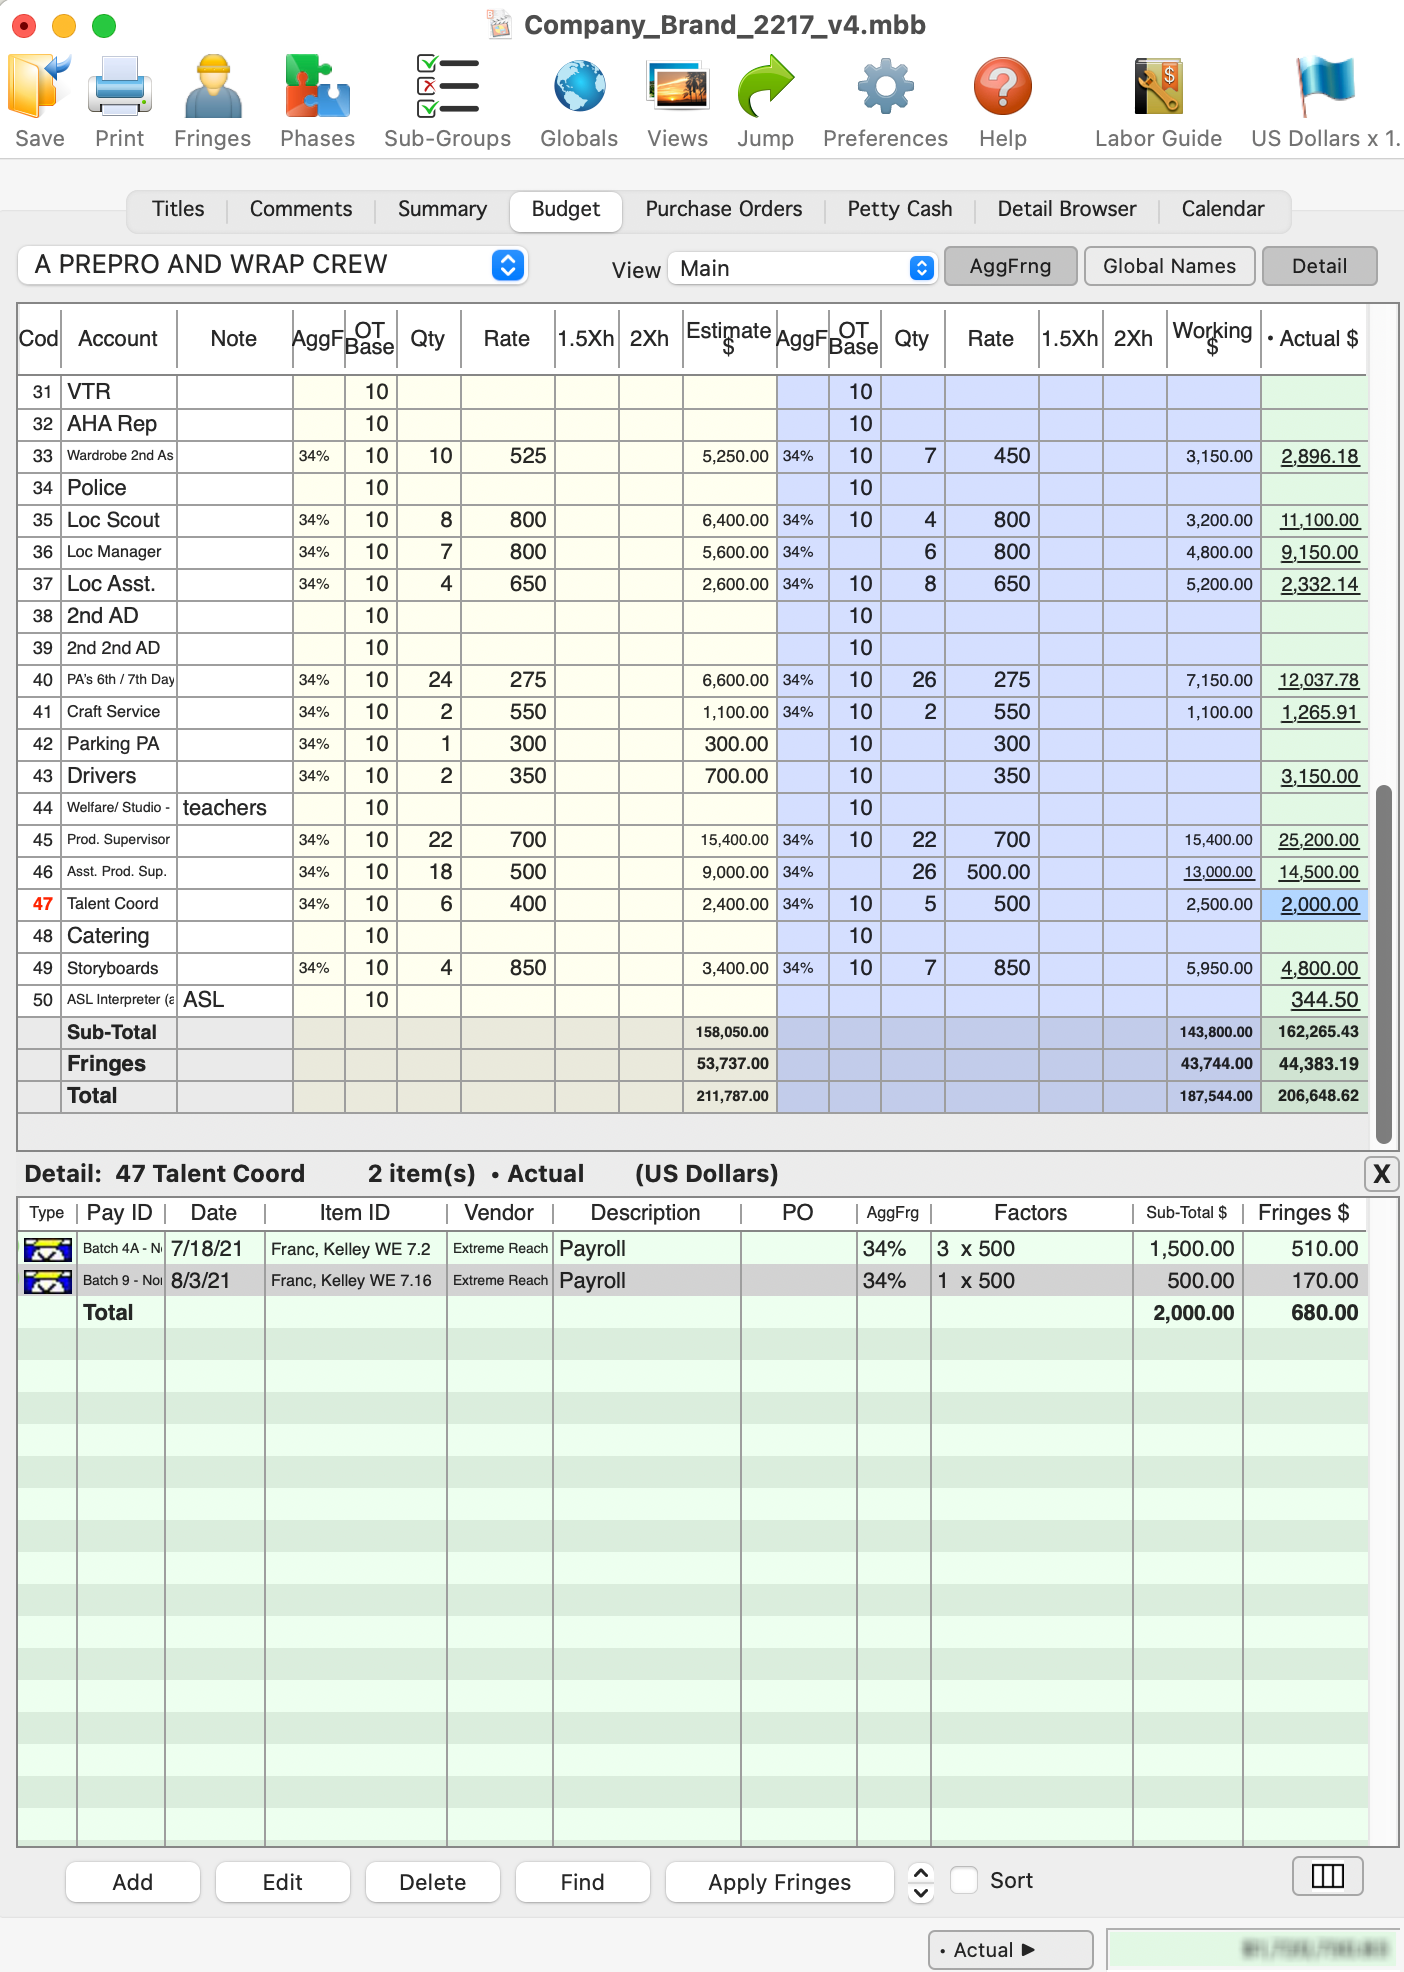 Company_Brand_2217_v4.mbb
Save Print Fringes Phases Sub-Groups Globals Views Jump Preferences Help Labor Guide US Dollars x 1.
Titles Comments Summary Budget Purchase Orders Petty Cash Detail Browser Calendar
A PREPRO AND WRAP CREW View Main AggFrng Global Names Detail
Cod Account Note AggF OT Base Qty Rate 1.5Xh 2Xh Estimate $ AggF OT Base Qty Rate 1.5Xh 2Xh Working $ • Actual $
31 VTR 10 10
32 AHA Rep 10 10
33 Wardrobe 2nd As 34% 10 10 525 5,250.00 34% 10 7 450 3,150.00 2,896.18
34 Police 10 10
35 Loc Scout 34% 10 8 800 6,400.00 34% 10 4 800 3,200.00 11,100.00
36 Loc Manager 34% 10 7 800 5,600.00 34% 6 800 4,800.00 9,150.00
37 Loc Asst. 34% 10 4 650 2,600.00 34% 10 8 650 5,200.00 2,332.14
38 2nd AD 10 10
39 2nd 2nd AD 10 10
40 PA's 6th / 7th Day 34% 10 24 275 6,600.00 34% 10 26 275 7,150.00 12,037.78
41 Craft Service 34% 10 2 550 1,100.00 34% 10 2 550 1,100.00 1,265.91
42 Parking PA 34% 10 1 300 300.00 10 300
43 Drivers 34% 10 2 350 700.00 10 350 3,150.00
44 Welfare/ Studio - teachers 10 10
45 Prod. Supervisor 34% 10 22 700 15,400.00 34% 10 22 700 15,400.00 25,200.00
46 Asst. Prod. Sup. 34% 10 18 500 9,000.00 34% 26 500.00 13,000.00 14,500.00
47 Talent Coord 34% 10 6 400 2,400.00 34% 10 5 500 2,500.00 2,000.00
48 Catering 10 10
49 Storyboards 34% 10 4 850 3,400.00 34% 10 7 850 5,950.00 4,800.00
50 ASL Interpreter (a ASL 10 344.50
Sub-Total 158,050.00 143,800.00 162,265.43
Fringes 53,737.00 43,744.00 44,383.19
Total 211,787.00 187,544.00 206,648.62
Detail: 47 Talent Coord 2 item(s) • Actual (US Dollars) X
Type Pay ID Date Item ID Vendor Description PO AggFrg Factors Sub-Total $ Fringes $
Batch 4A - N 7/18/21 Franc, Kelley WE 7.2 Extreme Reach Payroll 34% 3 x 500 1,500.00 510.00
Batch 9 - Nor 8/3/21 Franc, Kelley WE 7.16 Extreme Reach Payroll 34% 1 x 500 500.00 170.00
Total 2,000.00 680.00
Add Edit Delete Find Apply Fringes Sort
• Actual ▶